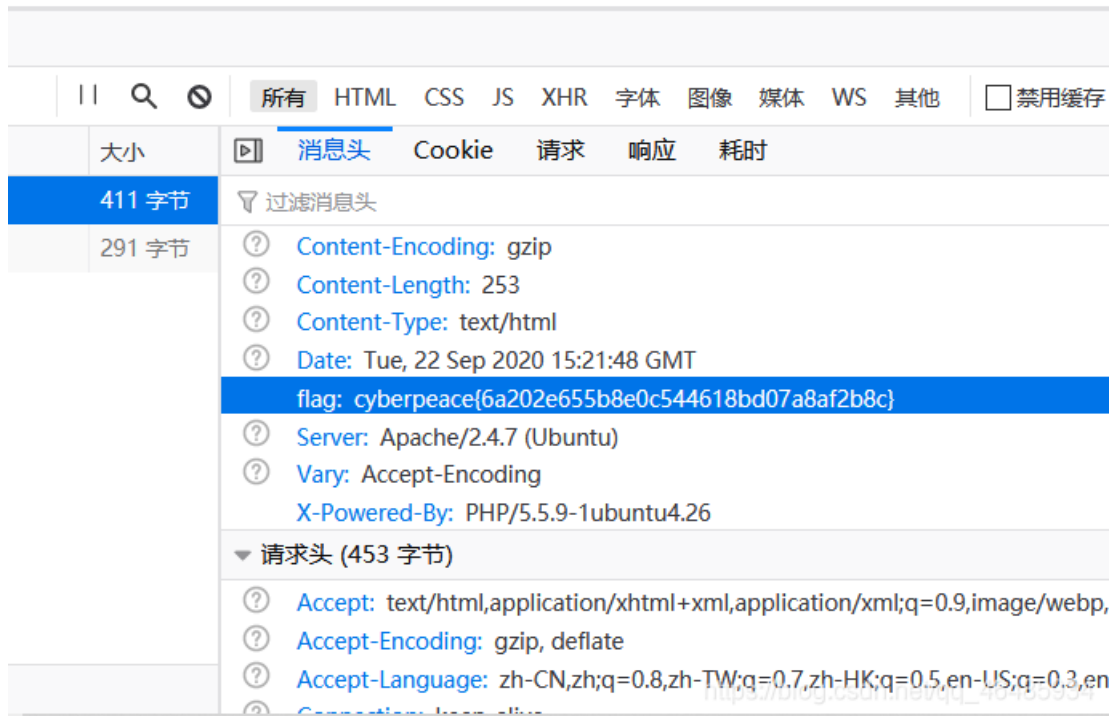 所有 HTML CSS JS XHR 字体 图像 媒体 WS 其他 禁用缓存
大小 消息头 Cookie 请求 响应 耗时
411 字节 过滤消息头
291 字节 Content-Encoding: gzip
Content-Length: 253
Content-Type: text/html
Date: Tue, 22 Sep 2020 15:21:48 GMT
flag: cyberpeace{6a202e655b8e0c544618bd07a8af2b8c}
Server: Apache/2.4.7 (Ubuntu)
Vary: Accept-Encoding
X-Powered-By: PHP/5.5.9-1ubuntu4.26
请求头 (453 字节)
Accept: text/html,application/xhtml+xml,application/xml;q=0.9,image/webp,
Accept-Encoding: gzip, deflate
Accept-Language: zh-CN,zh;q=0.8,zh-TW;q=0.7,zh-HK;q=0.5,en-US;q=0.3,en
Connection: keep-alive